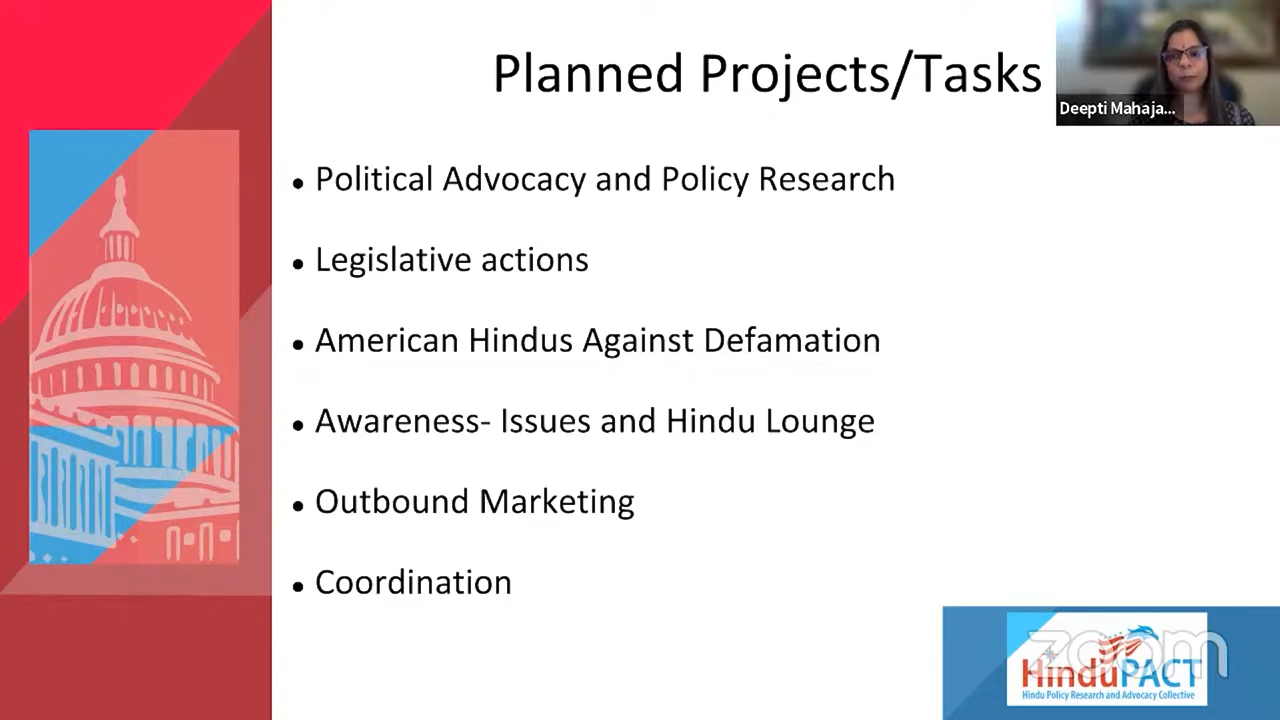 Planned Projects/Tasks
Deepti Mahaja...
• Political Advocacy and Policy Research
• Legislative actions
• American Hindus Against Defamation
• Awareness- Issues and Hindu Lounge
• Outbound Marketing
• Coordination
zoom
HinduPACT
Hindu Policy Research and Advocacy Collective